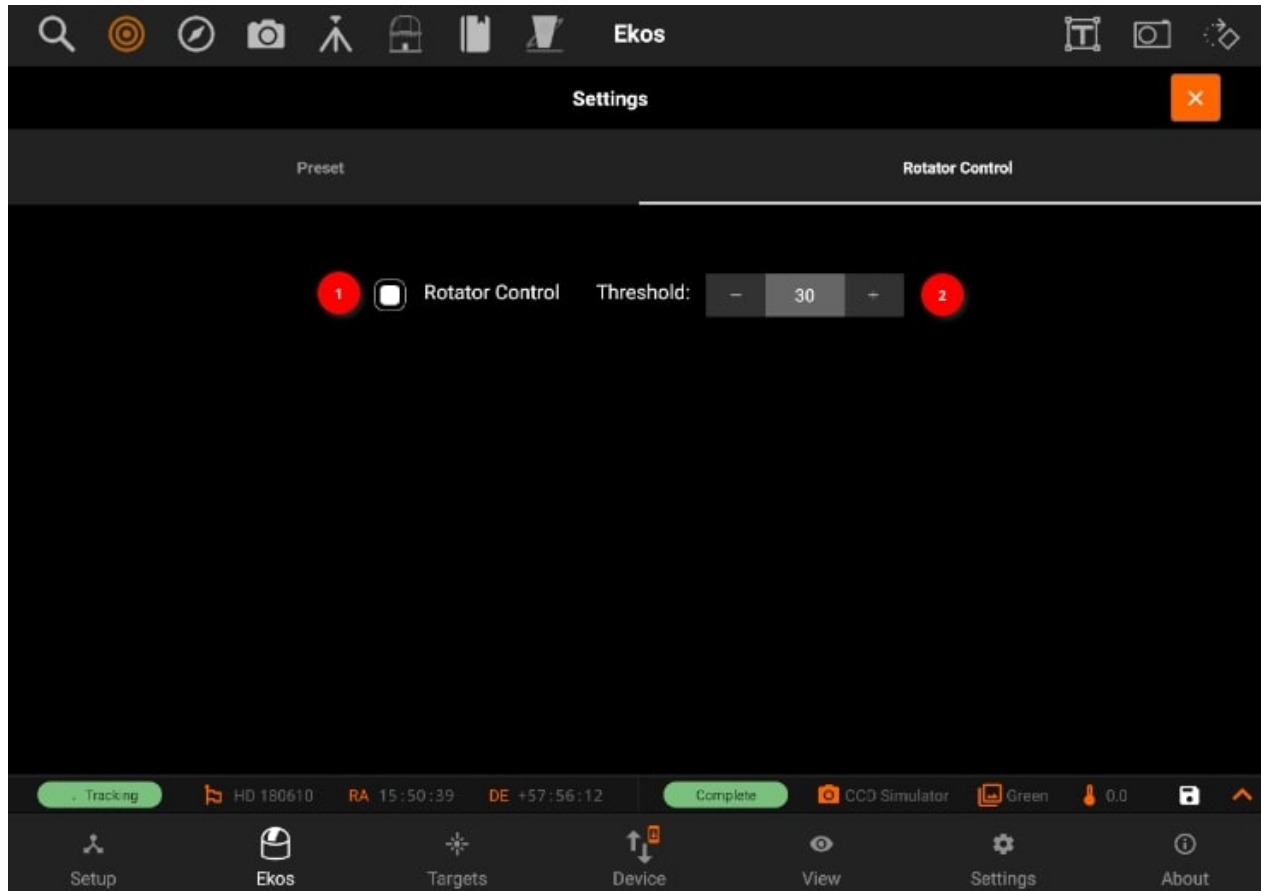 Ekos
Settings
Preset
Rotator Control
1 Rotator Control Threshold: − 30 + 2
Tracking HD 180610 RA 15:50:39 DE +57:56:12 Complete CCD Simulator Green 0.0
Setup Ekos Targets Device View Settings About